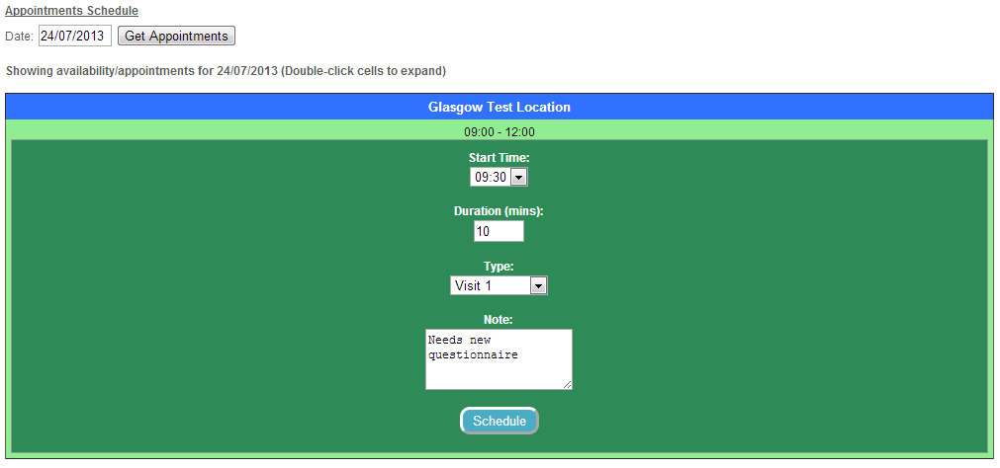 Appointments Schedule
Date: 24/07/2013 Get Appointments
Showing availability/appointments for 24/07/2013 (Double-click cells to expand)
Glasgow Test Location
09:00 - 12:00
Start Time:
09:30
Duration (mins):
10
Type:
Visit 1
Note:
Needs new
questionnaire
Schedule